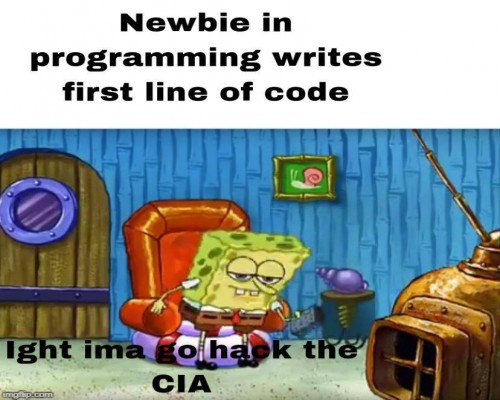 Newbie in
programming writes
first line of code
Ight ima go hack the
CIA
imgflip.com